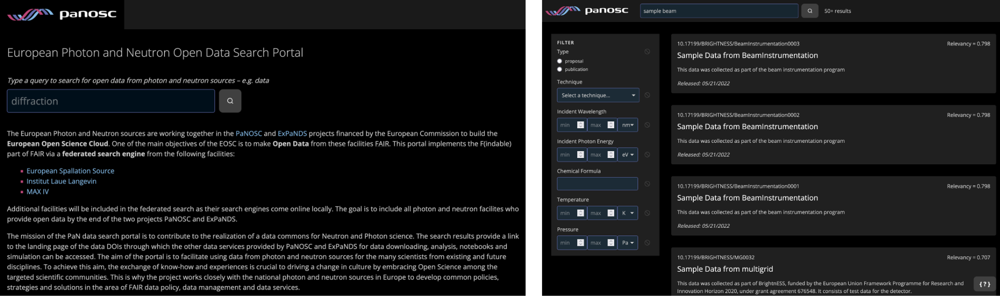 panosc
European Photon and Neutron Open Data Search Portal
Type a query to search for open data from photon and neutron sources – e.g. data
diffraction
The European Photon and Neutron sources are working together in the PaNOSC and ExPaNDS projects financed by the European Commission to build the
European Open Science Cloud. One of the main objectives of the EOSC is to make Open Data from these facilities FAIR. This portal implements the F(indable)
part of FAIR via a federated search engine from the following facilities:
European Spallation Source
Institut Laue Langevin
MAX IV
Additional facilities will be included in the federated search as their search engines come online locally. The goal is to include all photon and neutron facilites who
provide open data by the end of the two projects PaNOSC and ExPaNDS.
The mission of the PaN data search portal is to contribute to the realization of a data commons for Neutron and Photon science. The search results provide a link
to the landing page of the data DOIs through which the other data services provided by PaNOSC and ExPaNDS for data downloading, analysis, notebooks and
simulation can be accessed. The aim of the portal is to facilitate using data from photon and neutron sources for the many scientists from existing and future
disciplines. To achieve this aim, the exchange of know-how and experiences is crucial to driving a change in culture by embracing Open Science among the
targeted scientific communities. This is why the project works closely with the national photon and neutron sources in Europe to develop common policies,
strategies and solutions in the area of FAIR data policy, data management and data services.
panosc
sample beam
50+ results
FILTER
Type
proposal
publication
Technique
Select a technique...
Incident Wavelength
min max nm
Incident Photon Energy
min max eV
Chemical Formula
Temperature
min max K
Pressure
min max Pa
10.17199/BRIGHTNESS/BeamInstrumentation0003 Relevancy = 0.798
Sample Data from BeamInstrumentation
This data was collected as part of the beam instrumentation program
Released: 05/21/2022
10.17199/BRIGHTNESS/BeamInstrumentation0002 Relevancy = 0.798
Sample Data from BeamInstrumentation
This data was collected as part of the beam instrumentation program
Released: 05/21/2022
10.17199/BRIGHTNESS/BeamInstrumentation0001 Relevancy = 0.798
Sample Data from BeamInstrumentation
This data was collected as part of the beam instrumentation program
Released: 05/21/2022
10.17199/BRIGHTNESS/MG0032 Relevancy = 0.707
Sample Data from multigrid
This data was collected as part of BrightnESS, funded by the European Union Framework Programme for Research and
Innovation Horizon 2020, under grant agreement 676548. It consists of test data for the detector.
{?}